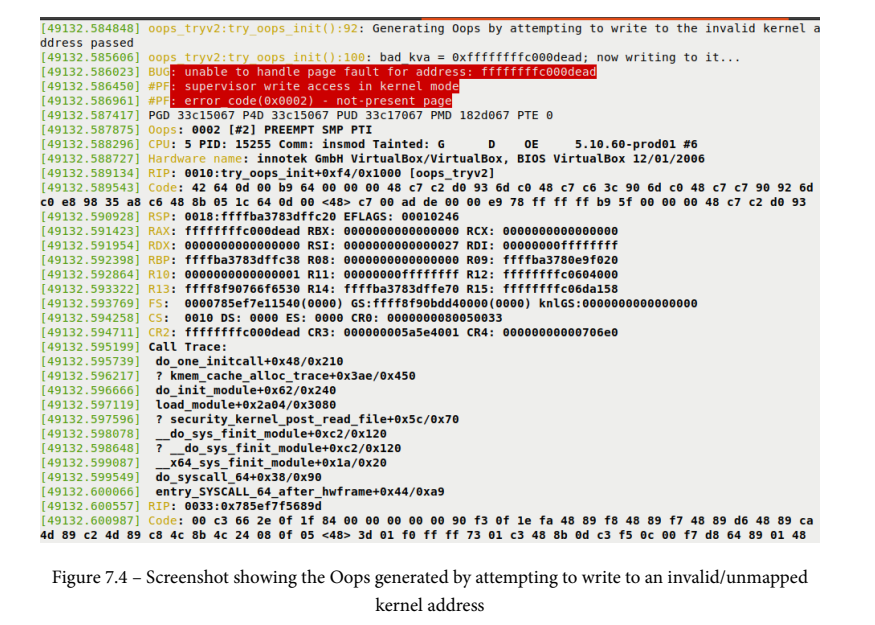 [49132.584848] oops_tryv2:try_oops_init():92: Generating Oops by attempting to write to the invalid kernel a
ddress passed
[49132.585606] oops_tryv2:try_oops_init():100: bad_kva = 0xffffffffc000dead; now writing to it...
[49132.586023] BUG: unable to handle page fault for address: ffffffffc000dead
[49132.586450] #PF: supervisor write access in kernel mode
[49132.586961] #PF: error_code(0x0002) - not-present page
[49132.587417] PGD 33c15067 P4D 33c15067 PUD 33c17067 PMD 182d067 PTE 0
[49132.587875] Oops: 0002 [#2] PREEMPT SMP PTI
[49132.588296] CPU: 5 PID: 15255 Comm: insmod Tainted: G      D    OE     5.10.60-prod01 #6
[49132.588727] Hardware name: innotek GmbH VirtualBox/VirtualBox, BIOS VirtualBox 12/01/2006
[49132.589134] RIP: 0010:try_oops_init+0xf4/0x1000 [oops_tryv2]
[49132.589543] Code: 42 64 0d 00 b9 64 00 00 00 48 c7 c2 d0 93 6d c0 48 c7 c6 3c 90 6d c0 48 c7 c7 90 92 6d
c0 e8 98 35 a8 c6 48 8b 05 1c 64 0d 00 <48> c7 00 ad de 00 00 e9 78 ff ff ff b9 5f 00 00 00 48 c7 c2 d0 93
[49132.590928] RSP: 0018:ffffba3783dffc20 EFLAGS: 00010246
[49132.591423] RAX: ffffffffc000dead RBX: 0000000000000000 RCX: 0000000000000000
[49132.591954] RDX: 0000000000000000 RSI: 0000000000000027 RDI: 00000000ffffffff
[49132.592398] RBP: ffffba3783dffc38 R08: 0000000000000000 R09: ffffba3780e9f020
[49132.592864] R10: 0000000000000001 R11: 00000000ffffffff R12: ffffffffc0604000
[49132.593322] R13: ffff8f90766f6530 R14: ffffba3783dffe70 R15: ffffffffc06da158
[49132.593769] FS:  0000785ef7e11540(0000) GS:ffff8f90bdd40000(0000) knlGS:0000000000000000
[49132.594258] CS:  0010 DS: 0000 ES: 0000 CR0: 0000000080050033
[49132.594711] CR2: ffffffffc000dead CR3: 000000005a5e4001 CR4: 00000000000706e0
[49132.595199] Call Trace:
[49132.595739]  do_one_initcall+0x48/0x210
[49132.596217]  ? kmem_cache_alloc_trace+0x3ae/0x450
[49132.596666]  do_init_module+0x62/0x240
[49132.597119]  load_module+0x2a04/0x3080
[49132.597596]  ? security_kernel_post_read_file+0x5c/0x70
[49132.598078]  __do_sys_finit_module+0xc2/0x120
[49132.598648]  ? __do_sys_finit_module+0xc2/0x120
[49132.599087]  __x64_sys_finit_module+0x1a/0x20
[49132.599549]  do_syscall_64+0x38/0x90
[49132.600066]  entry_SYSCALL_64_after_hwframe+0x44/0xa9
[49132.600557] RIP: 0033:0x785ef7f5689d
[49132.600987] Code: 00 c3 66 2e 0f 1f 84 00 00 00 00 00 90 f3 0f 1e fa 48 89 f8 48 89 f7 48 89 d6 48 89 ca
4d 89 c2 4d 89 c8 4c 8b 4c 24 08 0f 05 <48> 3d 01 f0 ff ff 73 01 c3 48 8b 0d c3 f5 0c 00 f7 d8 64 89 01 48
Figure 7.4 – Screenshot showing the Oops generated by attempting to write to an invalid/unmapped
kernel address